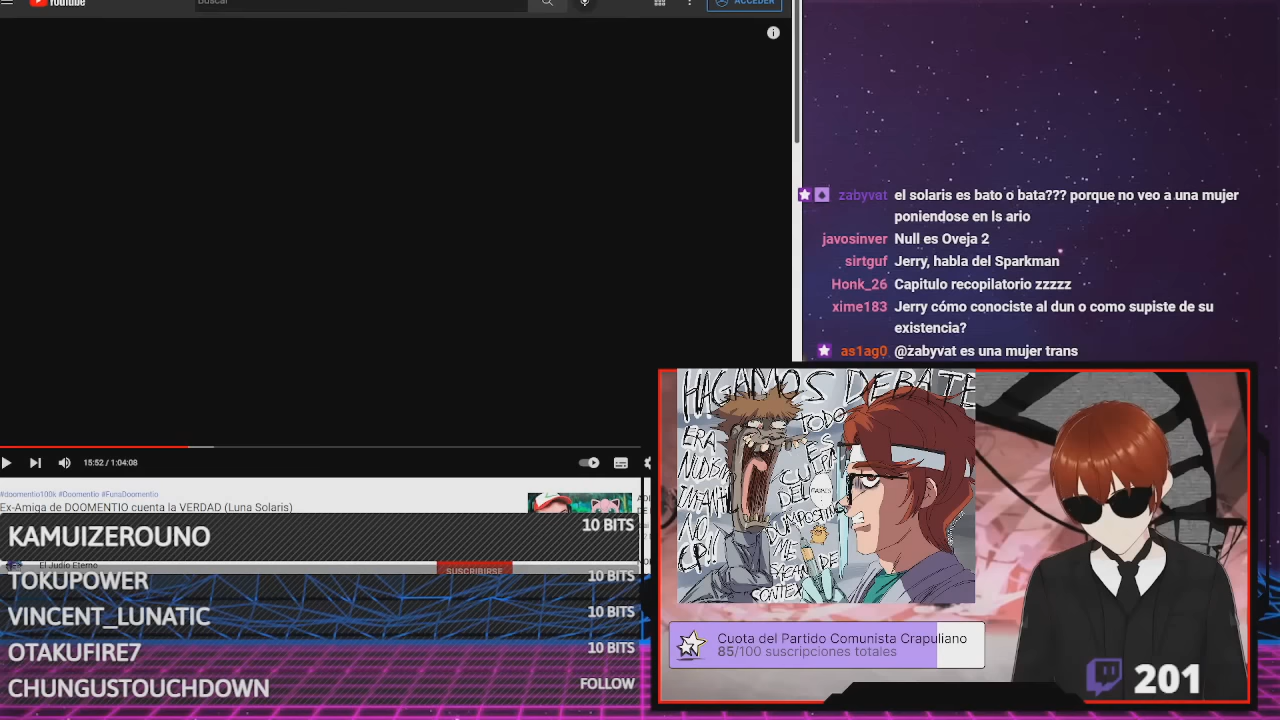 YouTube
Buscar
ACCEDER
zabyvat el solaris es bato o bata??? porque no veo a una mujer
poniendose en ls ario
javosinver Null es Oveja 2
sirtguf Jerry, habla del Sparkman
Honk_26 Capitulo recopilatorio zzzzz
xime183 Jerry cómo conociste al dun o como supiste de su
existencia?
as1ag0 @zabyvat es una mujer trans
15:52 / 1:04:08
#doomentio100k #Doomentio #FunaDoomentio
Ex-Amiga de DOOMENTIO cuenta la VERDAD (Luna Solaris)
El Judío Eterno
SUSCRIBIRSE
KAMUIZEROUNO 10 BITS
TOKUPOWER 10 BITS
VINCENT_LUNATIC 10 BITS
OTAKUFIRE7 10 BITS
CHUNGUSTOUCHDOWN FOLLOW
HAGAMOS DEBATE
TODO
ES
CULPA
DEL
ERA
NO
Cuota del Partido Comunista Crapuliano
85/100 suscripciones totales
201